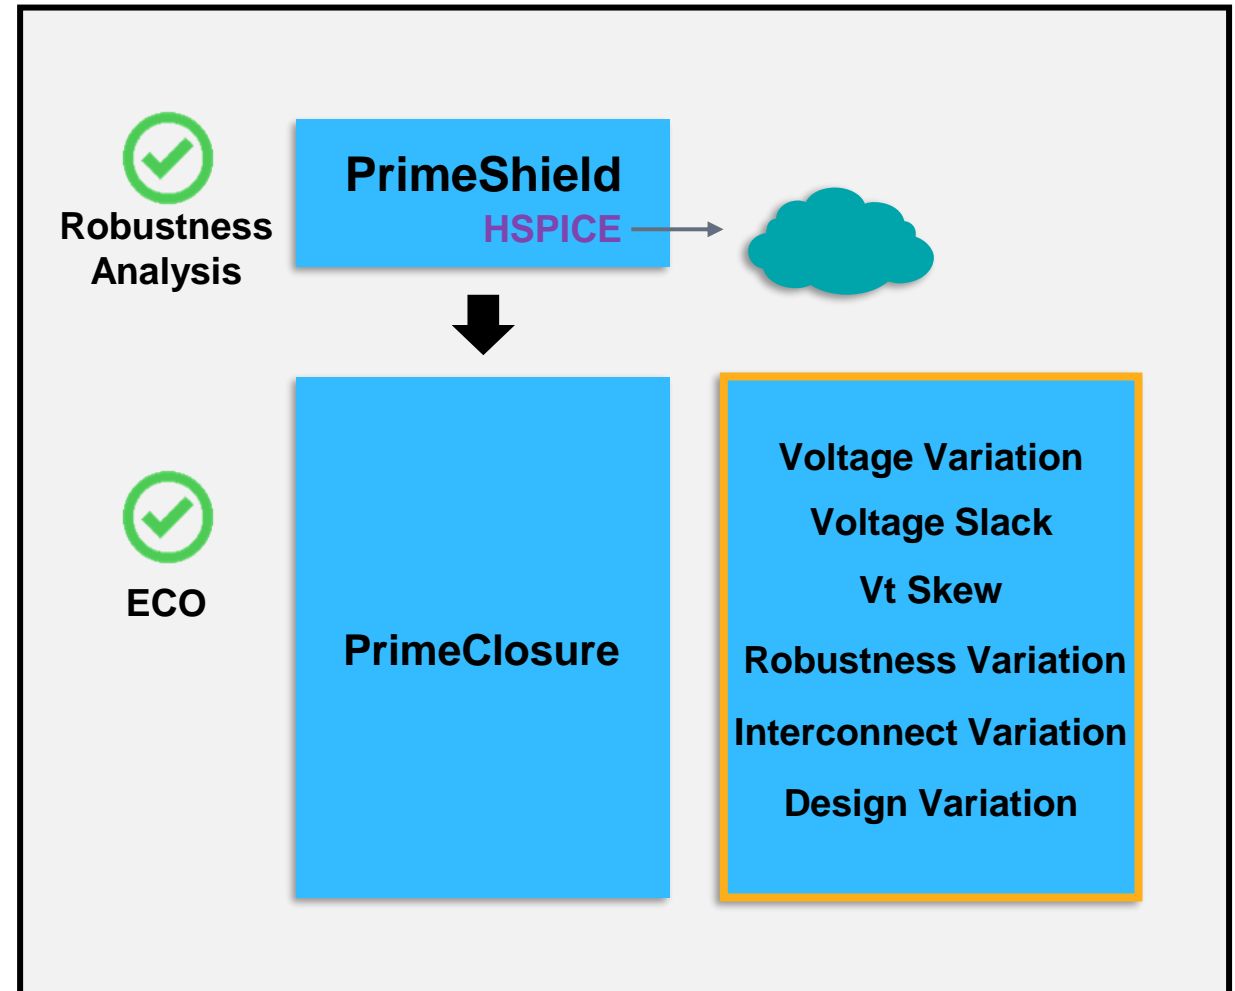 PrimeShield
HSPICE
Robustness
Analysis
ECO
PrimeClosure
Voltage Variation
Voltage Slack
Vt Skew
Robustness Variation
Interconnect Variation
Design Variation